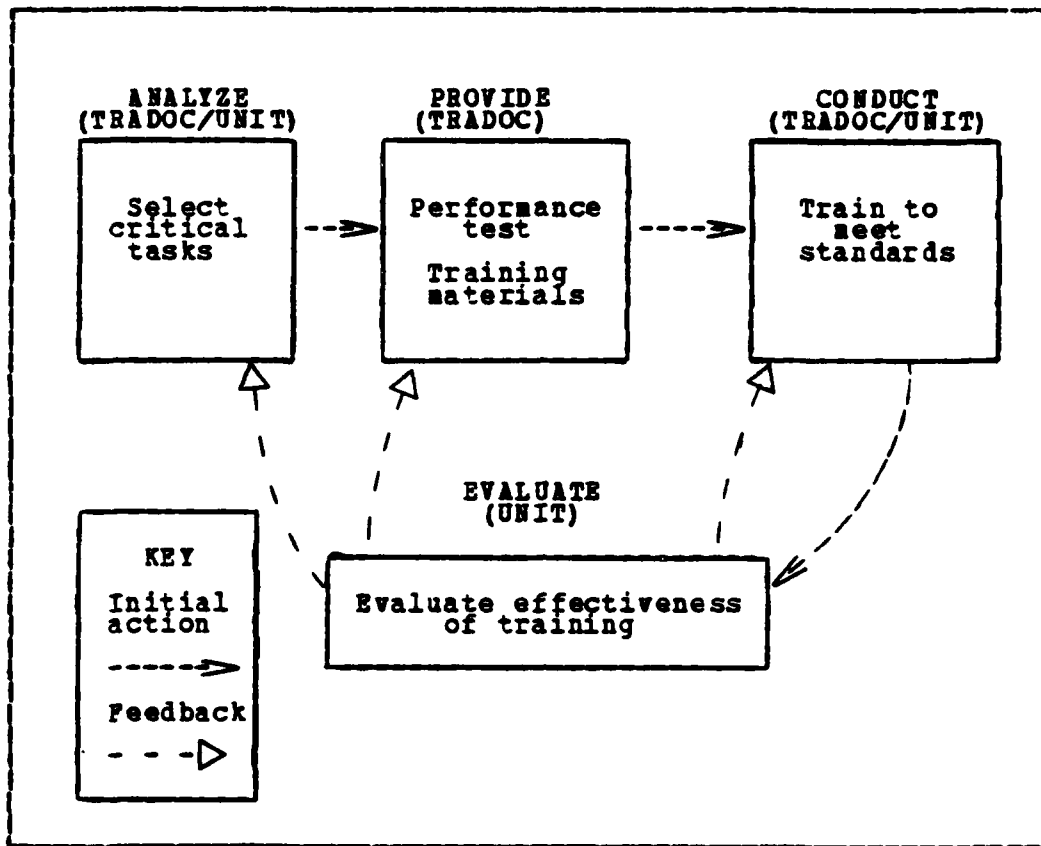 ANALYZE
(TRADOC/UNIT)
PROVIDE
(TRADOC)
CONDUCT
(TRADOC/UNIT)
Select
critical
tasks
Performance
test
Training
materials
Train to
meet
standards
EVALUATE
(UNIT)
Evaluate effectiveness
of training
KEY
Initial
action
Feedback